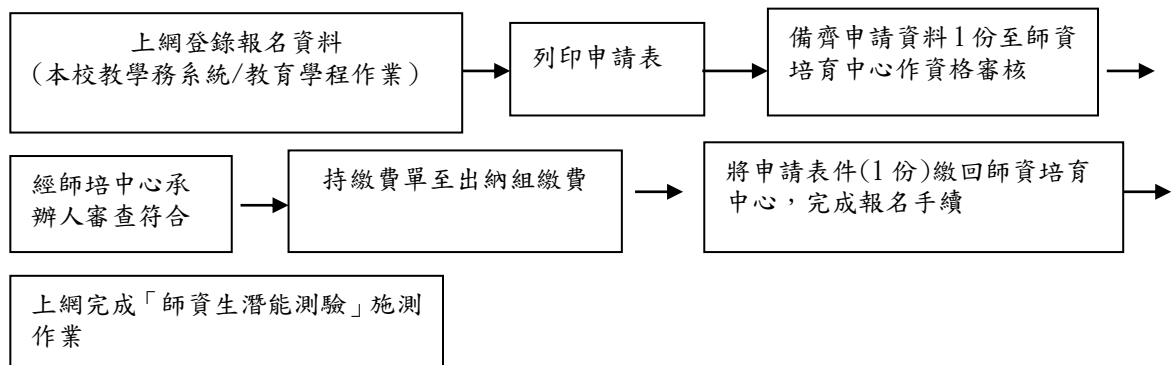 上網登錄報名資料
(本校教學務系統/教育學程作業)
列印申請表
備齊申請資料1份至師資
培育中心作資格審核
經師培中心承
辦人審查符合
持繳費單至出納組繳費
將申請表件(1份)繳回師資培育
中心，完成報名手續
上網完成「師資生潛能測驗」施測
作業